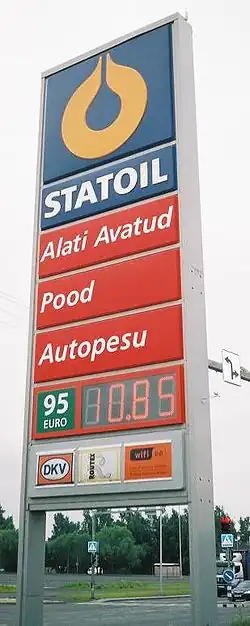 STATOIL
Alati Avatud
Pood
Autopesu
95
EURO
10.85
DKV
ROUTEX
wifi